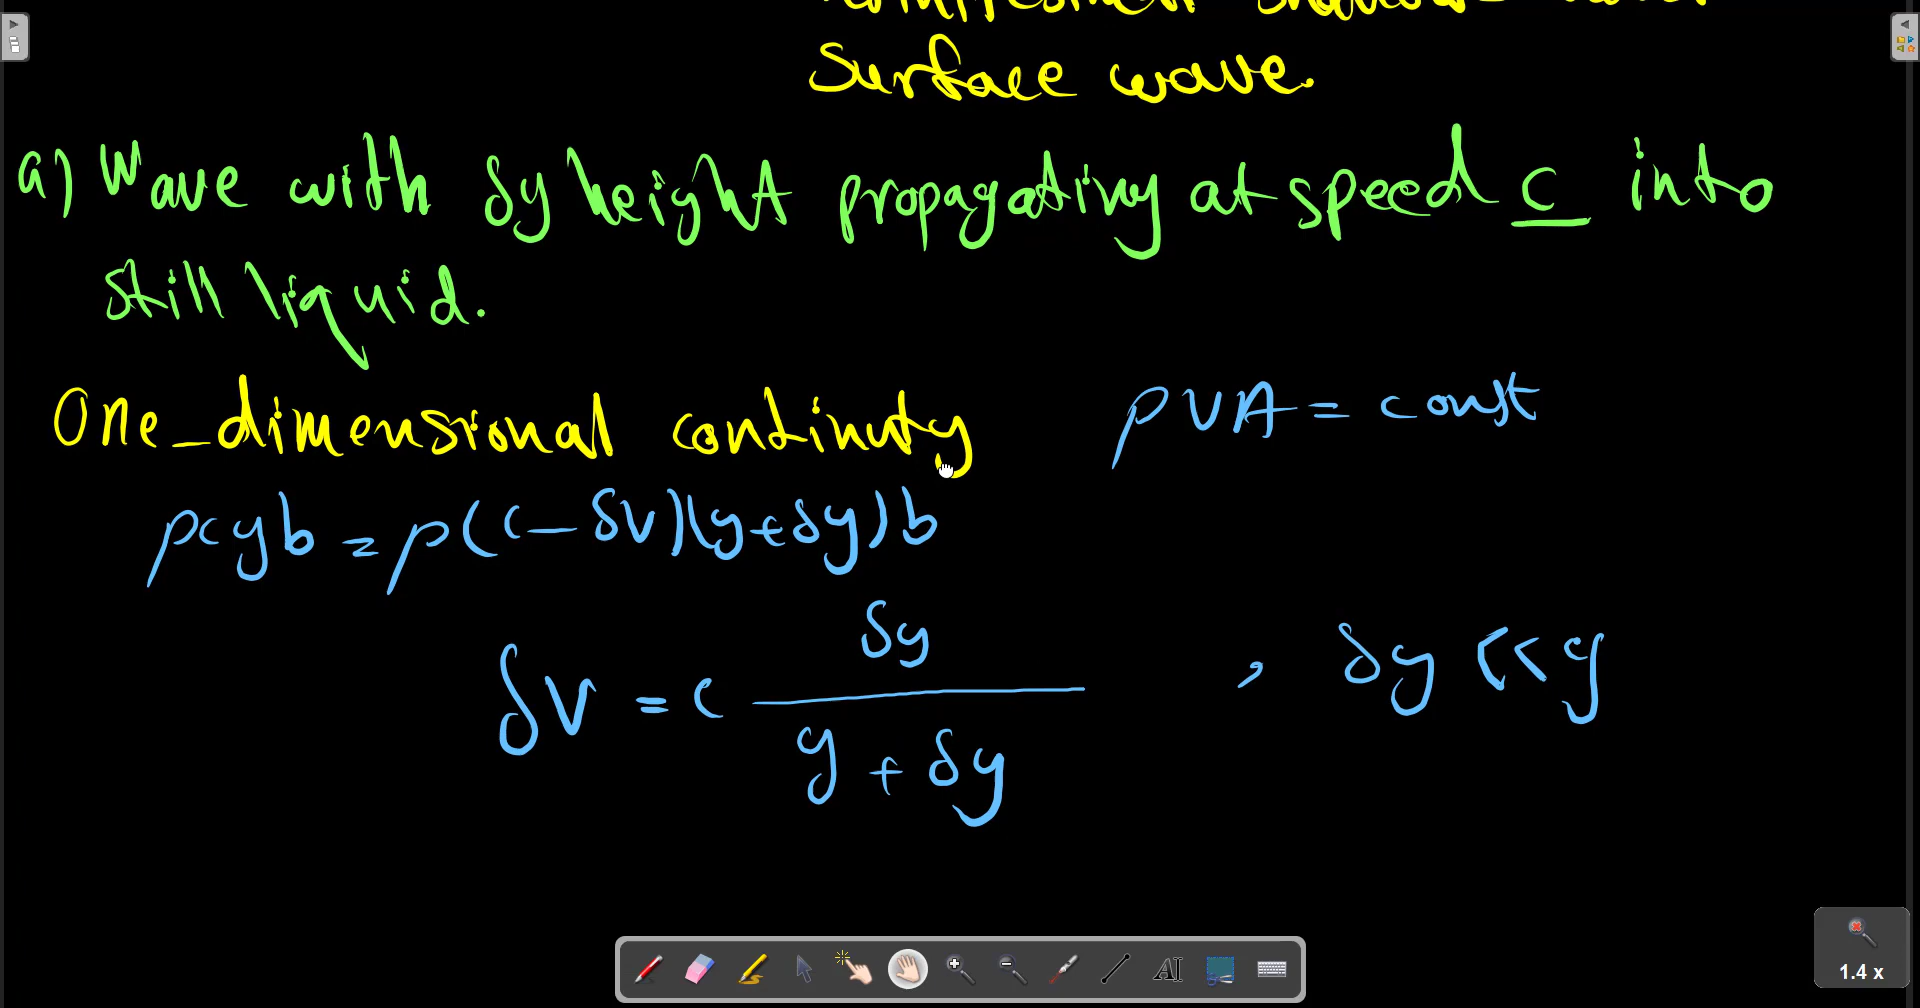 Surface wave.
a) Wave with δy height propagating at speed c into
still liquid.
One-dimensional continuty ρVA = const
ρcyb = ρ(c-δV)(y+δy)b
δV = c δy / y + δy , δy << y
1.4 x